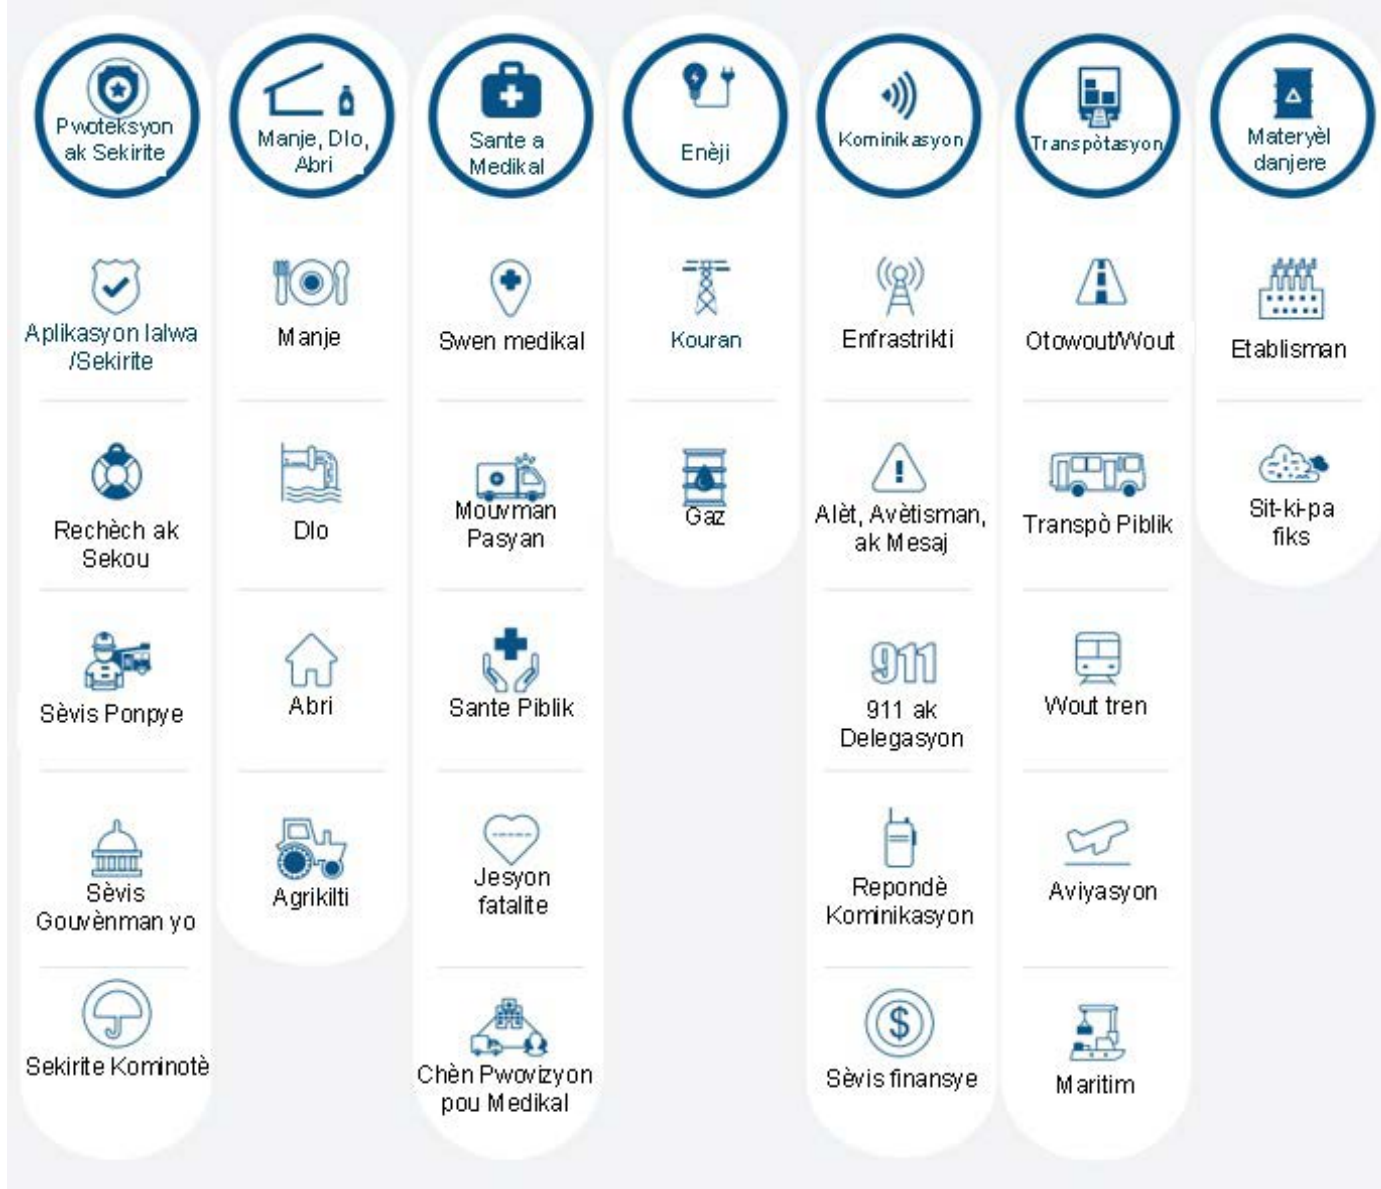 Pwoteksyon
ak Sekirite
Manje, Dlo,
Abri
Sante a
Medikal
Enèji
Kominikasyon
Transpòtasyon
Materyèl
danjere
Aplikasyon lalwa
/Sekirite
Manje
Swen medikal
Kouran
Enfrastrikti
Otowout/Wout
Etablisman
Rechèch ak
Sekou
Dlo
Mouvman
Pasyan
Gaz
Alèt, Avètisman,
ak Mesaj
Transpò Piblik
Sit-ki-pa
fiks
Sèvis Ponpye
Abri
Sante Piblik
911
911 ak
Delegasyon
Wout tren
Sèvis
Gouvènman yo
Agrikilti
Jesyon
fatalite
Repondè
Kominikasyon
Aviyasyon
Sekirite Kominotè
Chèn Pwovizyon
pou Medikal
$
Sèvis finansye
Maritim